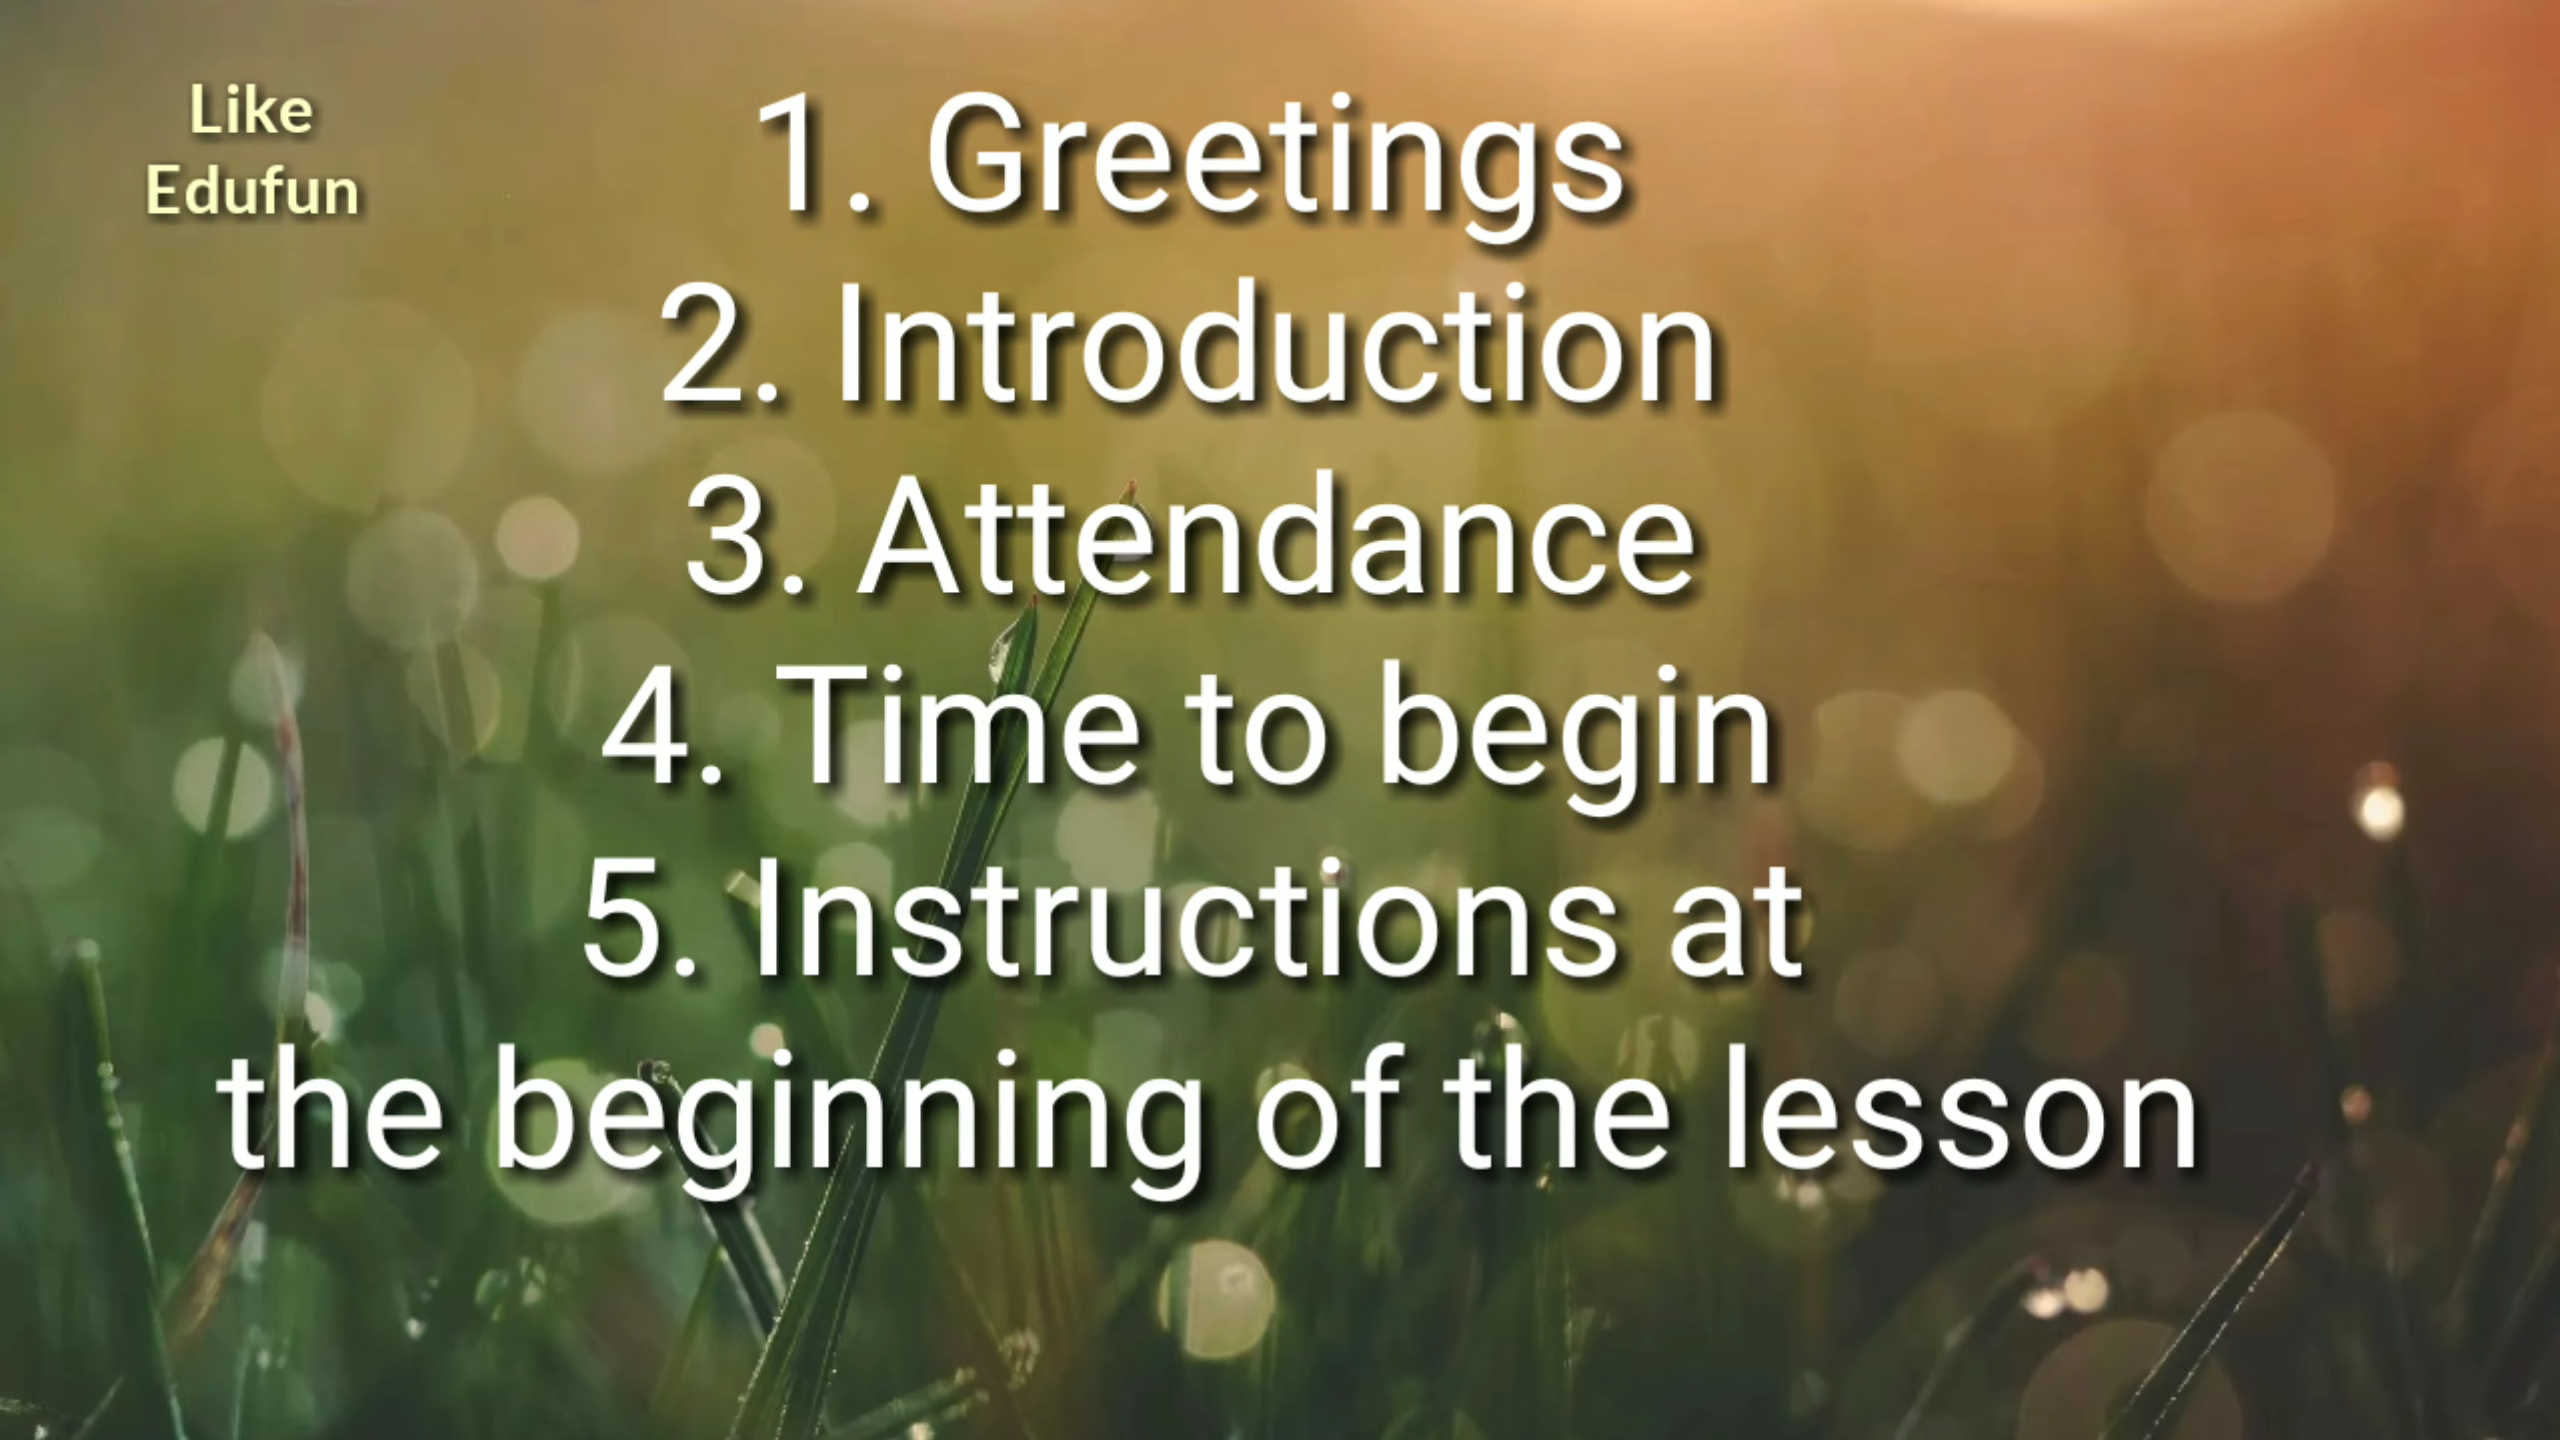 Like
Edufun
1. Greetings
2. Introduction
3. Attendance
4. Time to begin
5. Instructions at
the beginning of the lesson